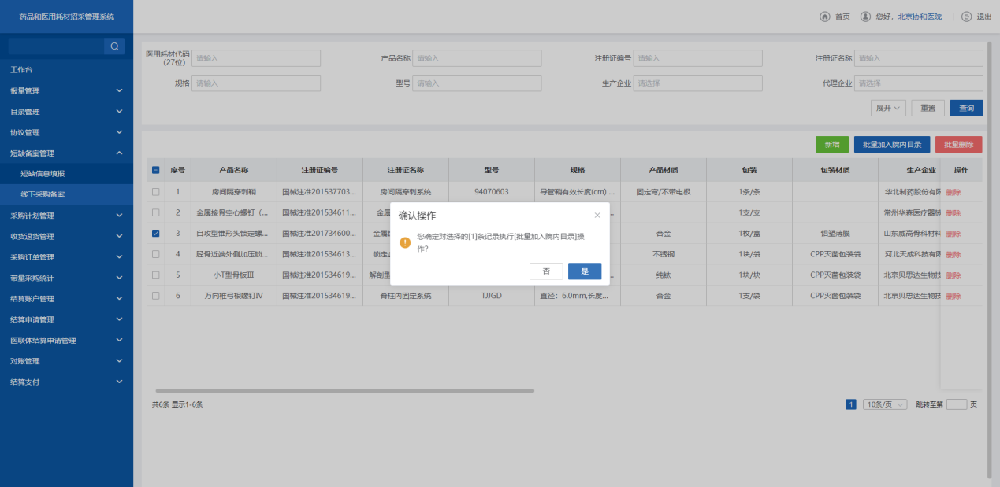 药品和医用耗材招采管理系统
首页 您好，北京协和医院 退出
工作台
报量管理
目录管理
协议管理
短缺备案管理
短缺信息填报
线下采购备案
采购计划管理
收货退货管理
采购订单管理
带量采购统计
结算账户管理
结算申请管理
医联体结算申请管理
对账管理
结算支付
医用耗材代码(27位) 请输入 产品名称 请输入 注册证编号 请输入 注册证名称 请输入
规格 请输入 型号 请输入 生产企业 请选择 代理企业 请选择
展开 重置 查询
新增 批量加入院内目录 批量删除
序号 产品名称 注册证编号 注册证名称 型号 规格 产品材质 包装 包装材质 生产企业 操作
1 房间隔穿刺鞘 国械注准201537703... 房间隔穿刺系统 94070603 导管鞘有效长度(cm) ... 固定弯/不带电极 1条/条 华北制药股份有限 删除
2 金属接骨空心螺钉（... 国械注准201534611... 金属 1支/支 常州华森医疗器械 删除
3 自攻型锥形头锁定螺... 国械注准201734600... 金属 合金 1枚/盒 铝塑薄膜 山东威高骨科材料 删除
4 胫骨近端外侧加压锁... 国械注准201534613... 锁定金 不锈钢 1块/袋 CPP灭菌包装袋 河北天成科技有限 删除
5 小T型骨板Ⅲ 国械注准201534619... 解剖型 纯钛 1块/块 CPP灭菌包装袋 北京贝思达生物技 删除
6 万向椎弓根螺钉IV 国械注准201534619... 脊柱内固定系统 TJJGD 直径：6.0mm,长度... 合金 1支/袋 CPP灭菌包装袋 北京贝思达生物技 删除
确认操作
您确定对选择的[1]条记录执行[批量加入院内目录]操
作?
否 是
共6条 显示1-6条 1 10条/页 跳转至第 页